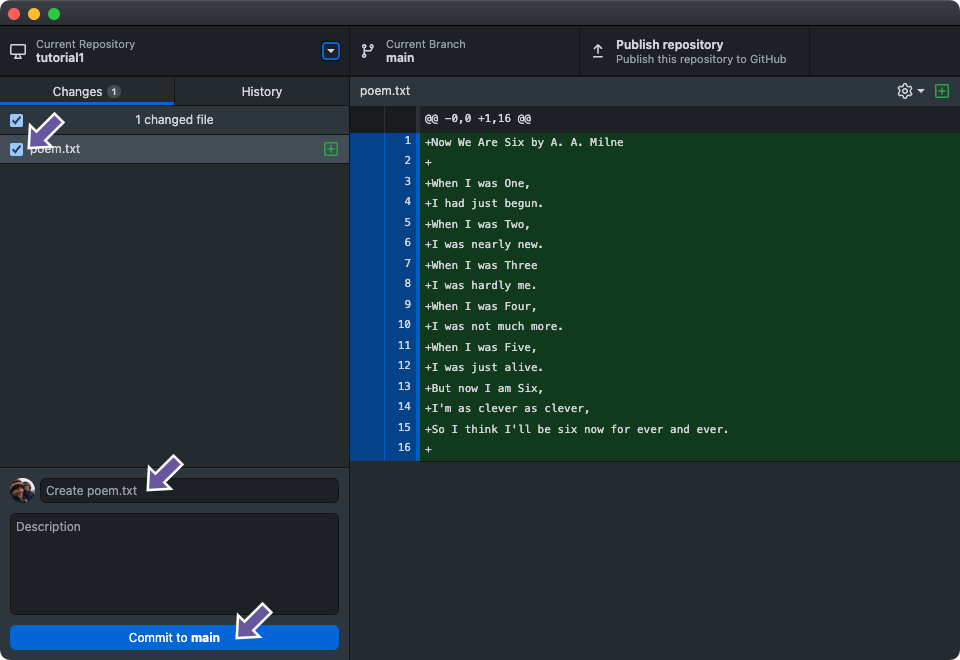 Current Repository
tutorial1
Current Branch
main
Publish repository
Publish this repository to GitHub
Changes 1
History
1 changed file
poem.txt
Create poem.txt
Description
Commit to main
poem.txt
@@ -0,0 +1,16 @@
1 +Now We Are Six by A. A. Milne
2 +
3 +When I was One,
4 +I had just begun.
5 +When I was Two,
6 +I was nearly new.
7 +When I was Three
8 +I was hardly me.
9 +When I was Four,
10 +I was not much more.
11 +When I was Five,
12 +I was just alive.
13 +But now I am Six,
14 +I'm as clever as clever,
15 +So I think I'll be six now for ever and ever.
16 +